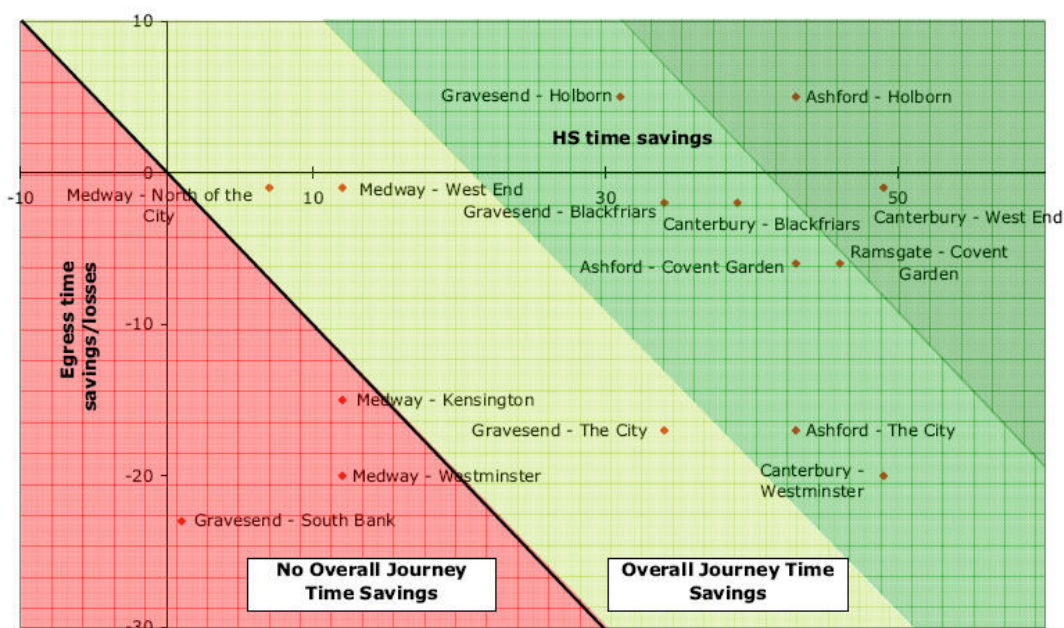 10
Gravesend - Holborn
Ashford - Holborn
HS time savings
0
-10
10
30
50
Medway - North of the
City
Medway - West End
Gravesend - Blackfriars
Canterbury - Blackfriars
Canterbury - West End
Ashford - Covent Garden
Ramsgate - Covent
Garden
Egress time
savings/losses
-10
Medway - Kensington
Gravesend - The City
Ashford - The City
-20
Medway - Westminster
Canterbury -
Westminster
Gravesend - South Bank
No Overall Journey
Time Savings
Overall Journey Time
Savings
-30